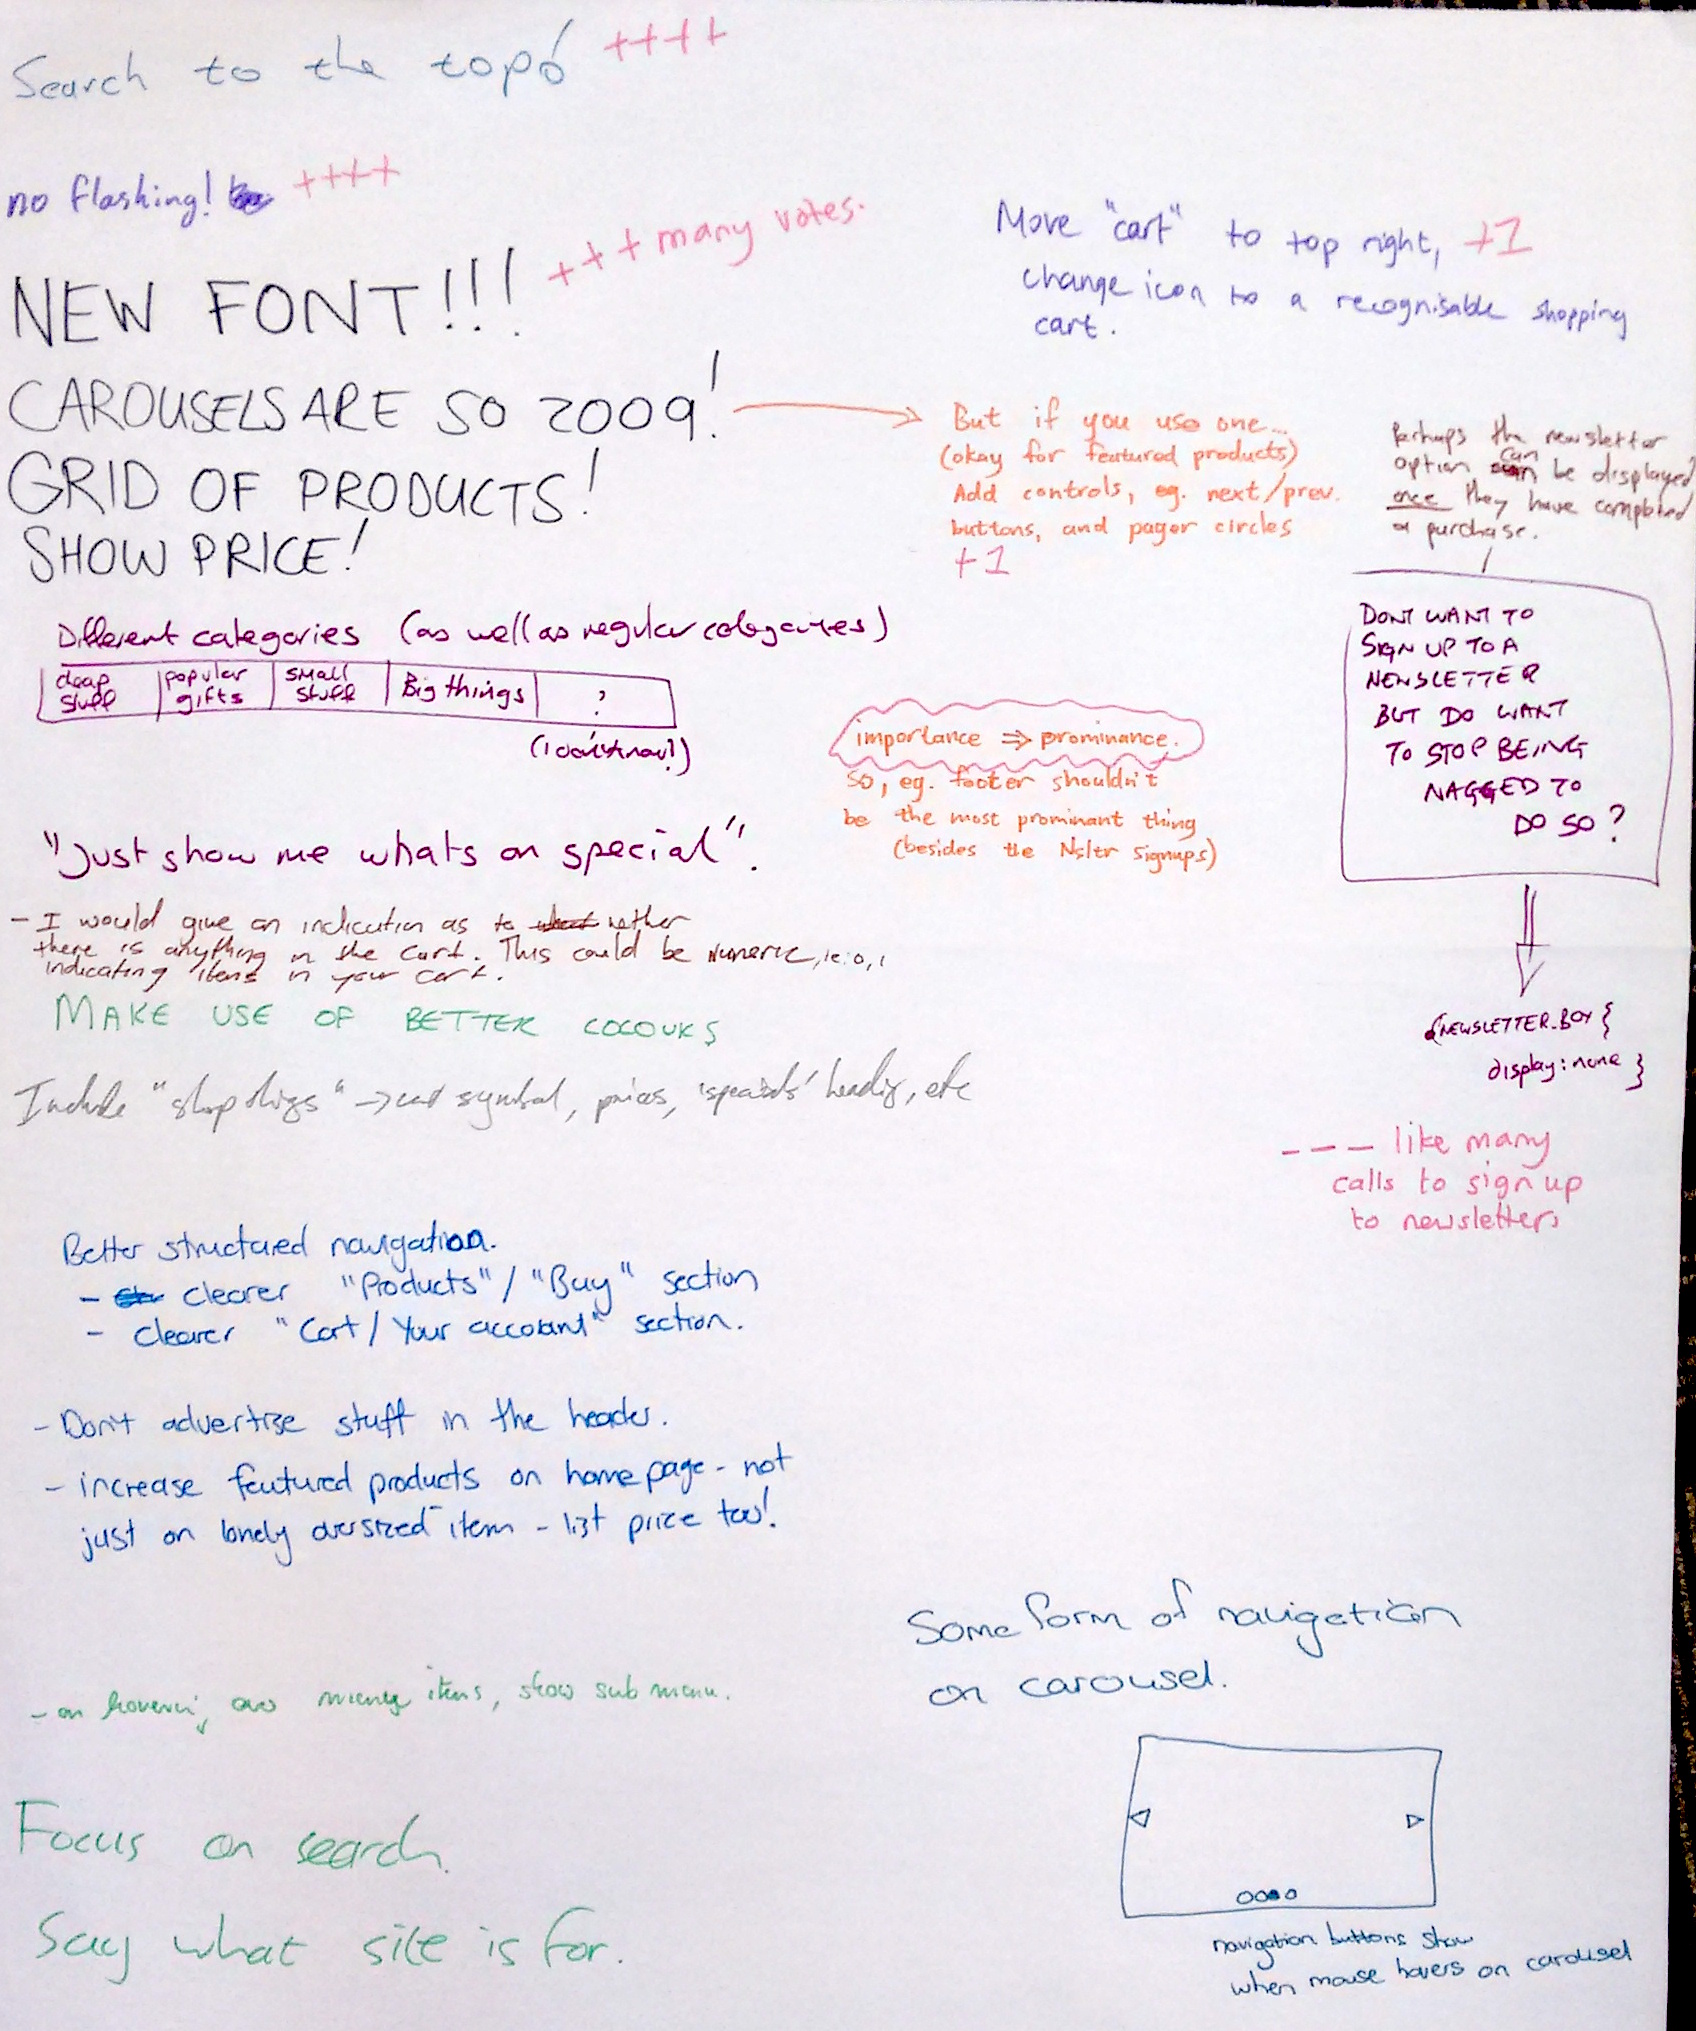 Search to the top! ++++
no flashing! ++++
NEW FONT!!! +++ many votes.
CAROUSELS ARE SO 2009!
GRID OF PRODUCTS!
SHOW PRICE!
Move "cart" to top right, +1
change icon to a recognisable shopping
cart.
But if you use one...
(okay for featured products)
Add controls, eg. next/prev.
buttons, and pager circles
+1
Perhaps the newsletter
option can be displayed
once they have completed
a purchase.
DONT WANT TO
SIGN UP TO A
NEWSLETTER
BUT DO WANT
TO STOP BEING
NAGGED TO
DO SO?
.NEWSLETTER_BOX {
display: none }
--- like many
calls to sign up
to newsletters
Different categories (as well as regular categories)
cheap stuff
popular gifts
small stuff
Big things
?
(I don't know!)
importance ⇒ prominance.
So, eg. footer shouldn't
be the most prominant thing
(besides the Nsltr signups)
"Just show me whats on special".
- I would give an indication as to wether
there is anything in the cart. This could be numeric, ie: 0, 1
indicating items in your cart.
MAKE USE OF BETTER COLOURS
Include "shop things" → cart symbol, prices, 'specials' heading, etc
Better structured navigation.
- clearer "Products" / "Buy" section
- clearer "Cart / Your account" section.
- Don't advertize stuff in the header.
- increase featured products on home page - not
just on lonely oversized item - list price too!
- on hovering over menu items, show sub menu.
Focus on search.
Say what site is for.
Some form of navigation
on carousel.
navigation buttons show
when mouse hovers on carousel